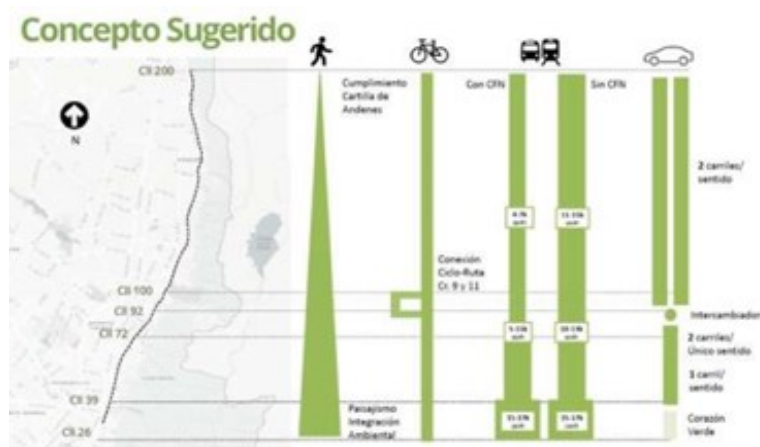 Concepto Sugerido
Cll 200
N
Cll 100
Cll 92
Cll 72
Cll 39
Cll 26
Cumplimiento
Cartilla de
Andenes
Paisajismo
Integración
Ambiental
Conexión
Ciclo-Ruta
Cr. 9 y 11
Con CFN
Sin CFN
2 carriles/
sentido
Intercambiador
2 carriles/
Único sentido
1 carril/
sentido
Corazón
Verde